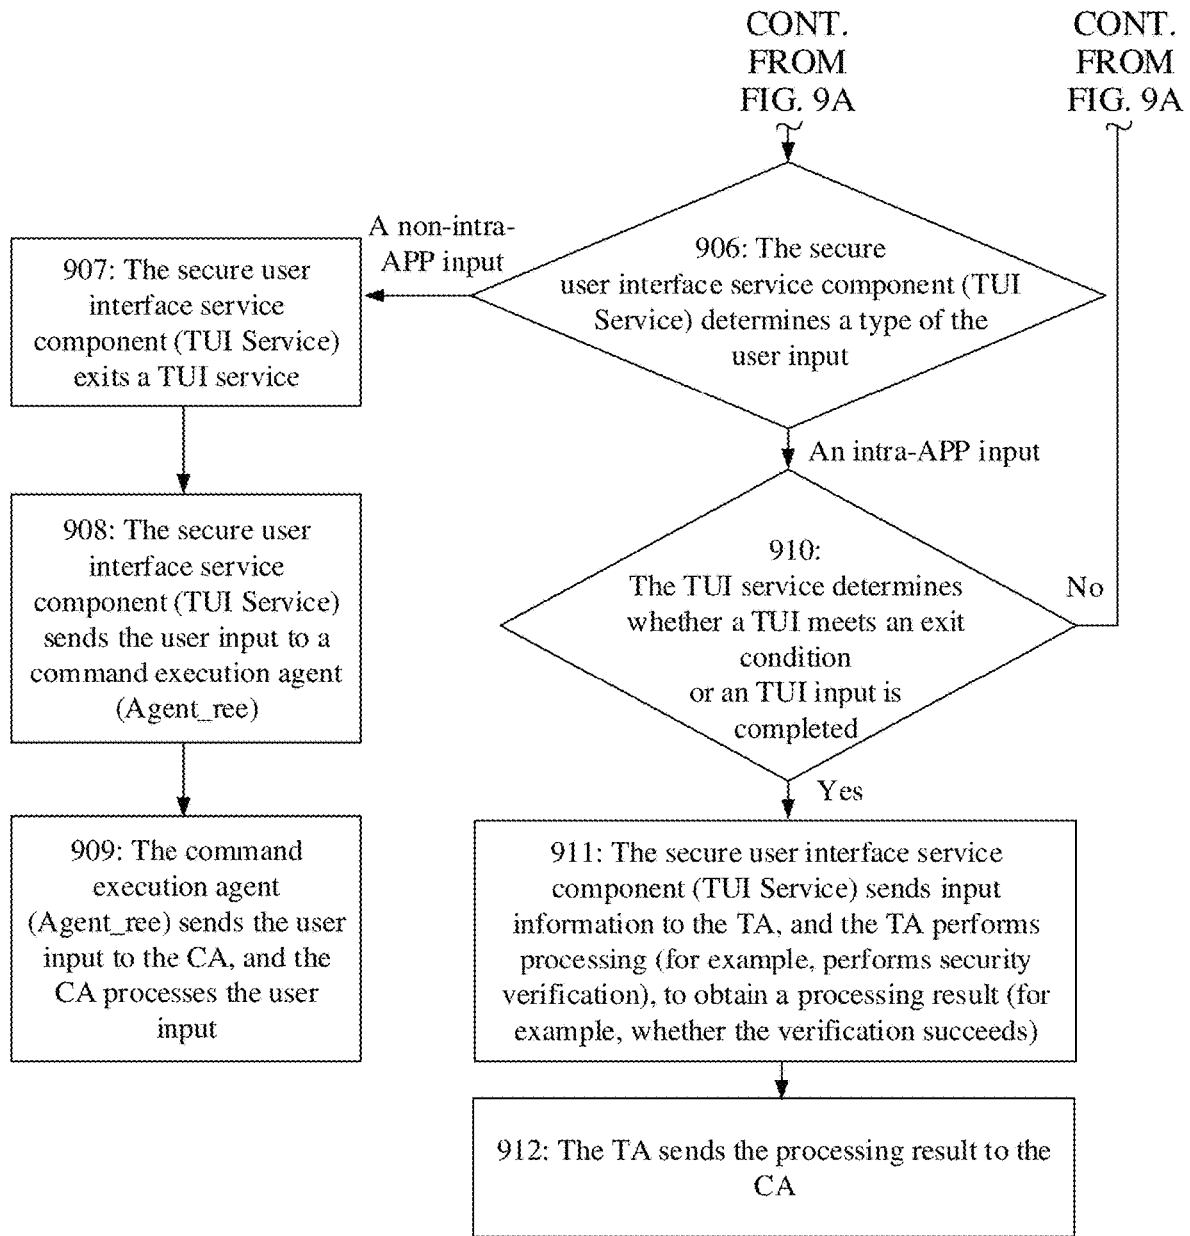 CONT.
FROM
FIG. 9A
CONT.
FROM
FIG. 9A
906: The secure
user interface service component (TUI
Service) determines a type of the
user input
A non-intra-
APP input
907: The secure user
interface service
component (TUI Service)
exits a TUI service
908: The secure user
interface service
component (TUI Service)
sends the user input to a
command execution agent
(Agent_ree)
909: The command
execution agent
(Agent_ree) sends the user
input to the CA, and the
CA processes the user
input
An intra-APP input
910:
The TUI service determines
whether a TUI meets an exit
condition
or an TUI input is
completed
No
Yes
911: The secure user interface service
component (TUI Service) sends input
information to the TA, and the TA performs
processing (for example, performs security
verification), to obtain a processing result (for
example, whether the verification succeeds)
912: The TA sends the processing result to the
CA